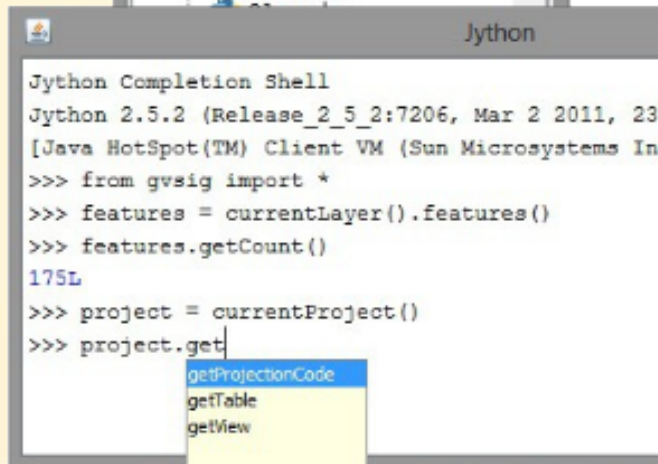 Jython
Jython Completion Shell
Jython 2.5.2 (Release_2_5_2:7206, Mar 2 2011, 23
[Java HotSpot(TM) Client VM (Sun Microsystems In
>>> from gvsig import *
>>> features = currentLayer().features()
>>> features.getCount()
175L
>>> project = currentProject()
>>> project.get
getProjectionCode
getTable
getView